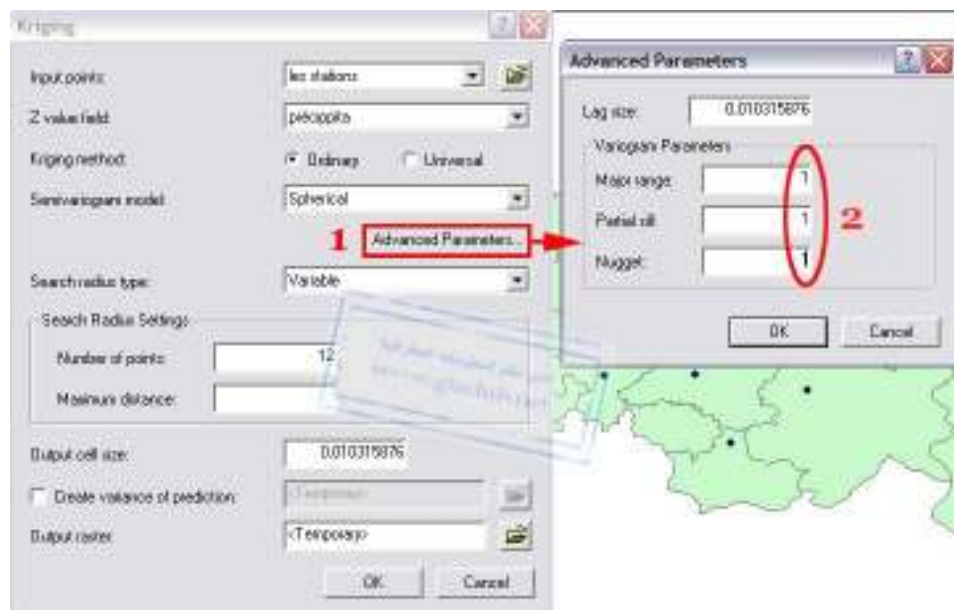 Kriging
Input points:
les stations
Z value field:
Kriging method:
Ordinary
Universal
Semivariogram model:
Spherical
1
Advanced Parameters...
Search radius type:
Variable
Search Radius Settings
Number of points:
12
Maximum distance:
Output cell size:
0.010315876
Create variance of prediction:
<Temporary>
Output raster:
<Temporary>
OK
Cancel
Advanced Parameters
Lag size:
0.010315876
Variogram Parameters
Major range:
1
Partial sill:
1
2
Nugget:
1
OK
Cancel